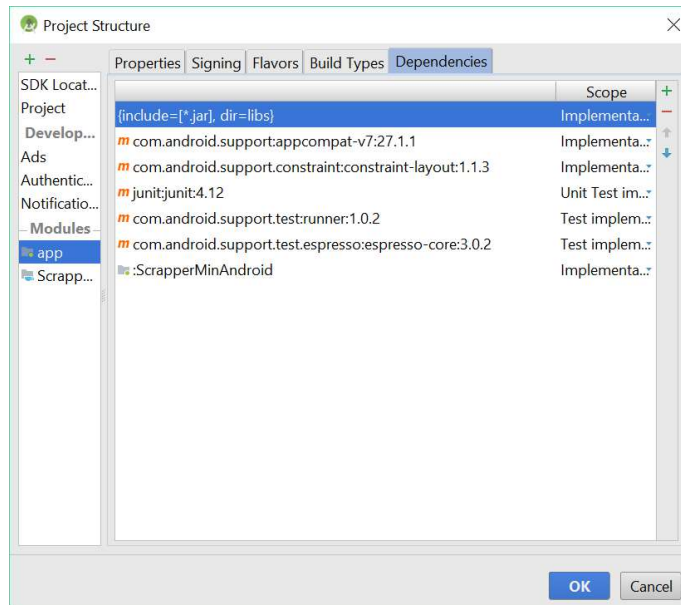 Project Structure
Properties Signing Flavors Build Types Dependencies
SDK Locat...
Project
Develop...
Ads
Authentic...
Notificatio...
Modules
app
Scrapp...
Scope
{include=[*.jar], dir=libs} Implementa...
m com.android.support:appcompat-v7:27.1.1 Implementa...
m com.android.support.constraint:constraint-layout:1.1.3 Implementa...
m junit:junit:4.12 Unit Test im...
m com.android.support.test:runner:1.0.2 Test implem...
m com.android.support.test.espresso:espresso-core:3.0.2 Test implem...
:ScrapperMinAndroid Implementa...
OK Cancel